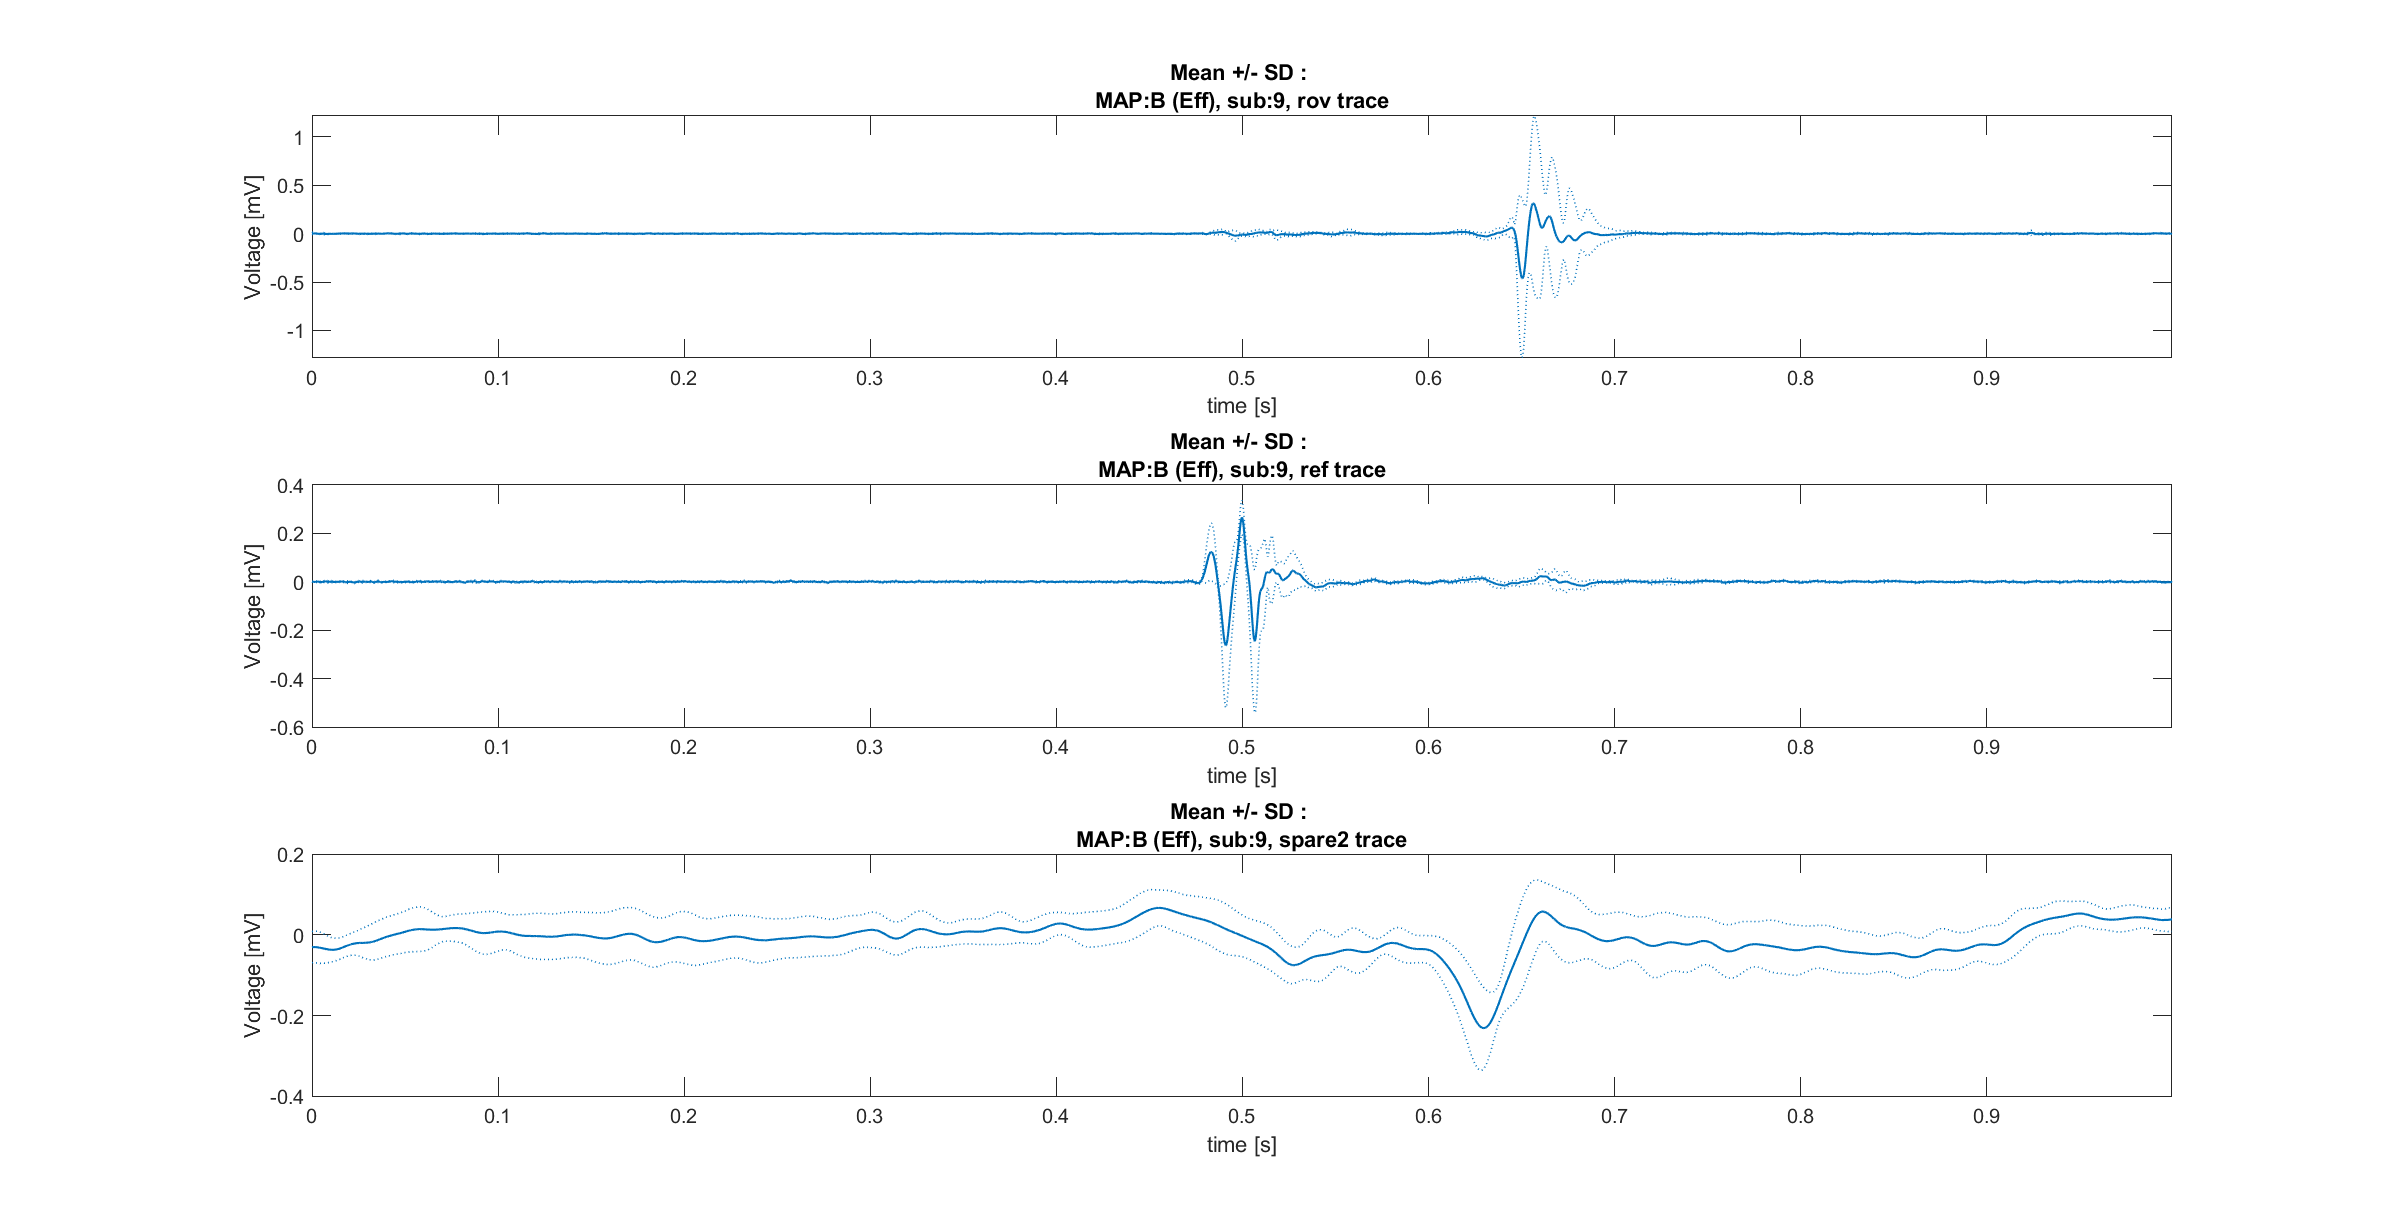 Mean +/- SD :
MAP:B (Eff), sub:9, rov trace
1
0.5
0
-0.5
-1
Voltage [mV]
0 0.1 0.2 0.3 0.4 0.5 0.6 0.7 0.8 0.9
time [s]
Mean +/- SD :
MAP:B (Eff), sub:9, ref trace
0.4
0.2
0
-0.2
-0.4
-0.6
Voltage [mV]
0 0.1 0.2 0.3 0.4 0.5 0.6 0.7 0.8 0.9
time [s]
Mean +/- SD :
MAP:B (Eff), sub:9, spare2 trace
0.2
0
-0.2
-0.4
Voltage [mV]
0 0.1 0.2 0.3 0.4 0.5 0.6 0.7 0.8 0.9
time [s]